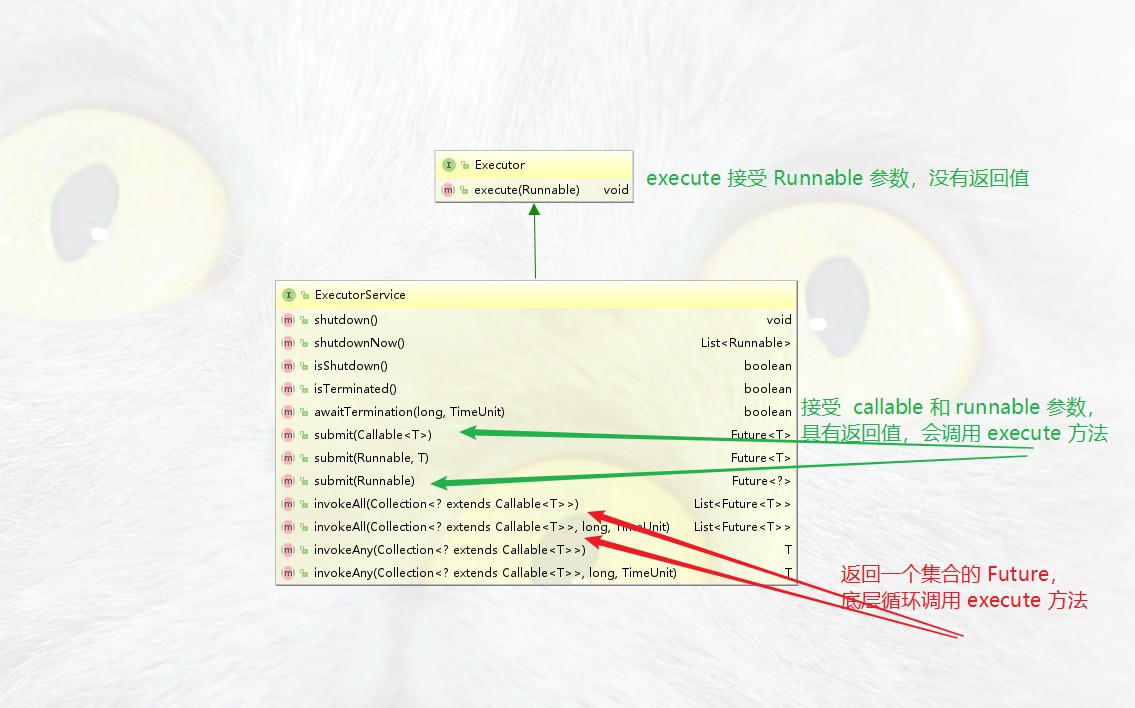 Executor
execute(Runnable) void
execute 接受 Runnable 参数，没有返回值
ExecutorService
shutdown() void
shutdownNow() List<Runnable>
isShutdown() boolean
isTerminated() boolean
awaitTermination(long, TimeUnit) boolean
接受 callable 和 runnable 参数，
具有返回值，会调用 execute 方法
submit(Callable<T>) Future<T>
submit(Runnable, T) Future<T>
submit(Runnable) Future<?>
invokeAll(Collection<? extends Callable<T>>) List<Future<T>>
invokeAll(Collection<? extends Callable<T>>, long, TimeUnit) List<Future<T>>
invokeAny(Collection<? extends Callable<T>>) T
invokeAny(Collection<? extends Callable<T>>, long, TimeUnit) T
返回一个集合的 Future，
底层循环调用 execute 方法